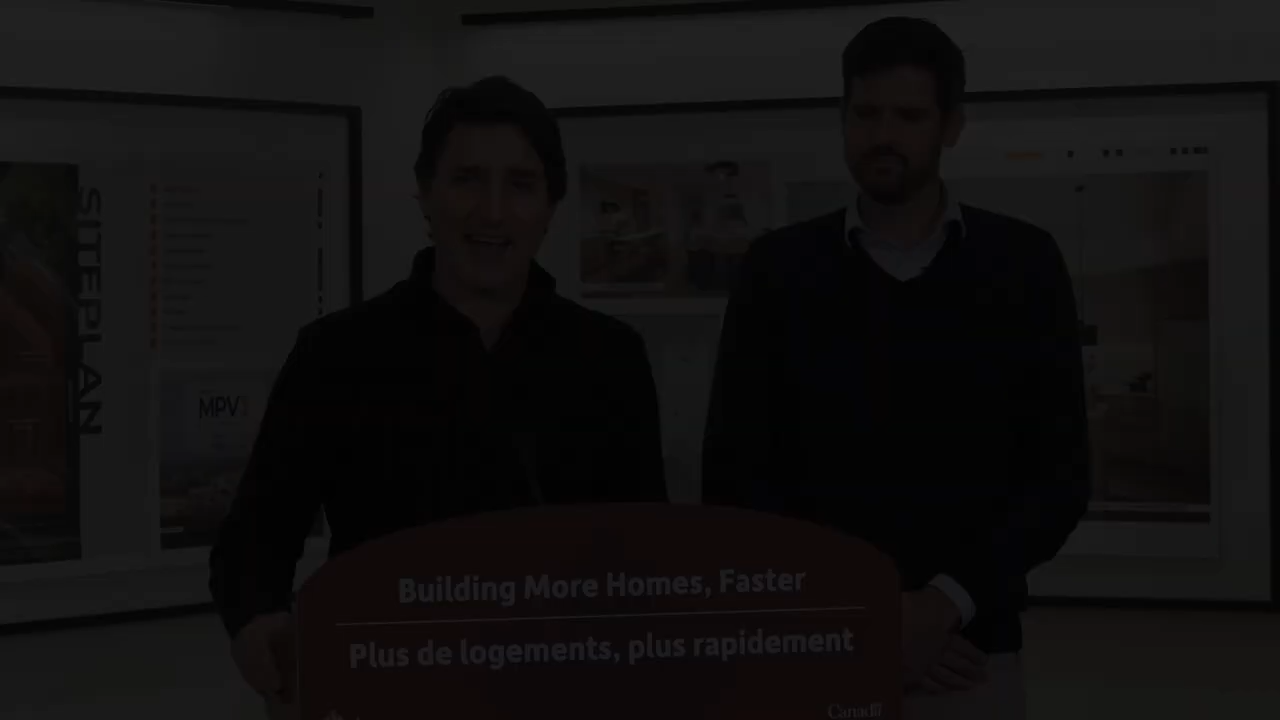 SITEPLAN
MPV
Building More Homes, Faster
Plus de logements, plus rapidement
Canada